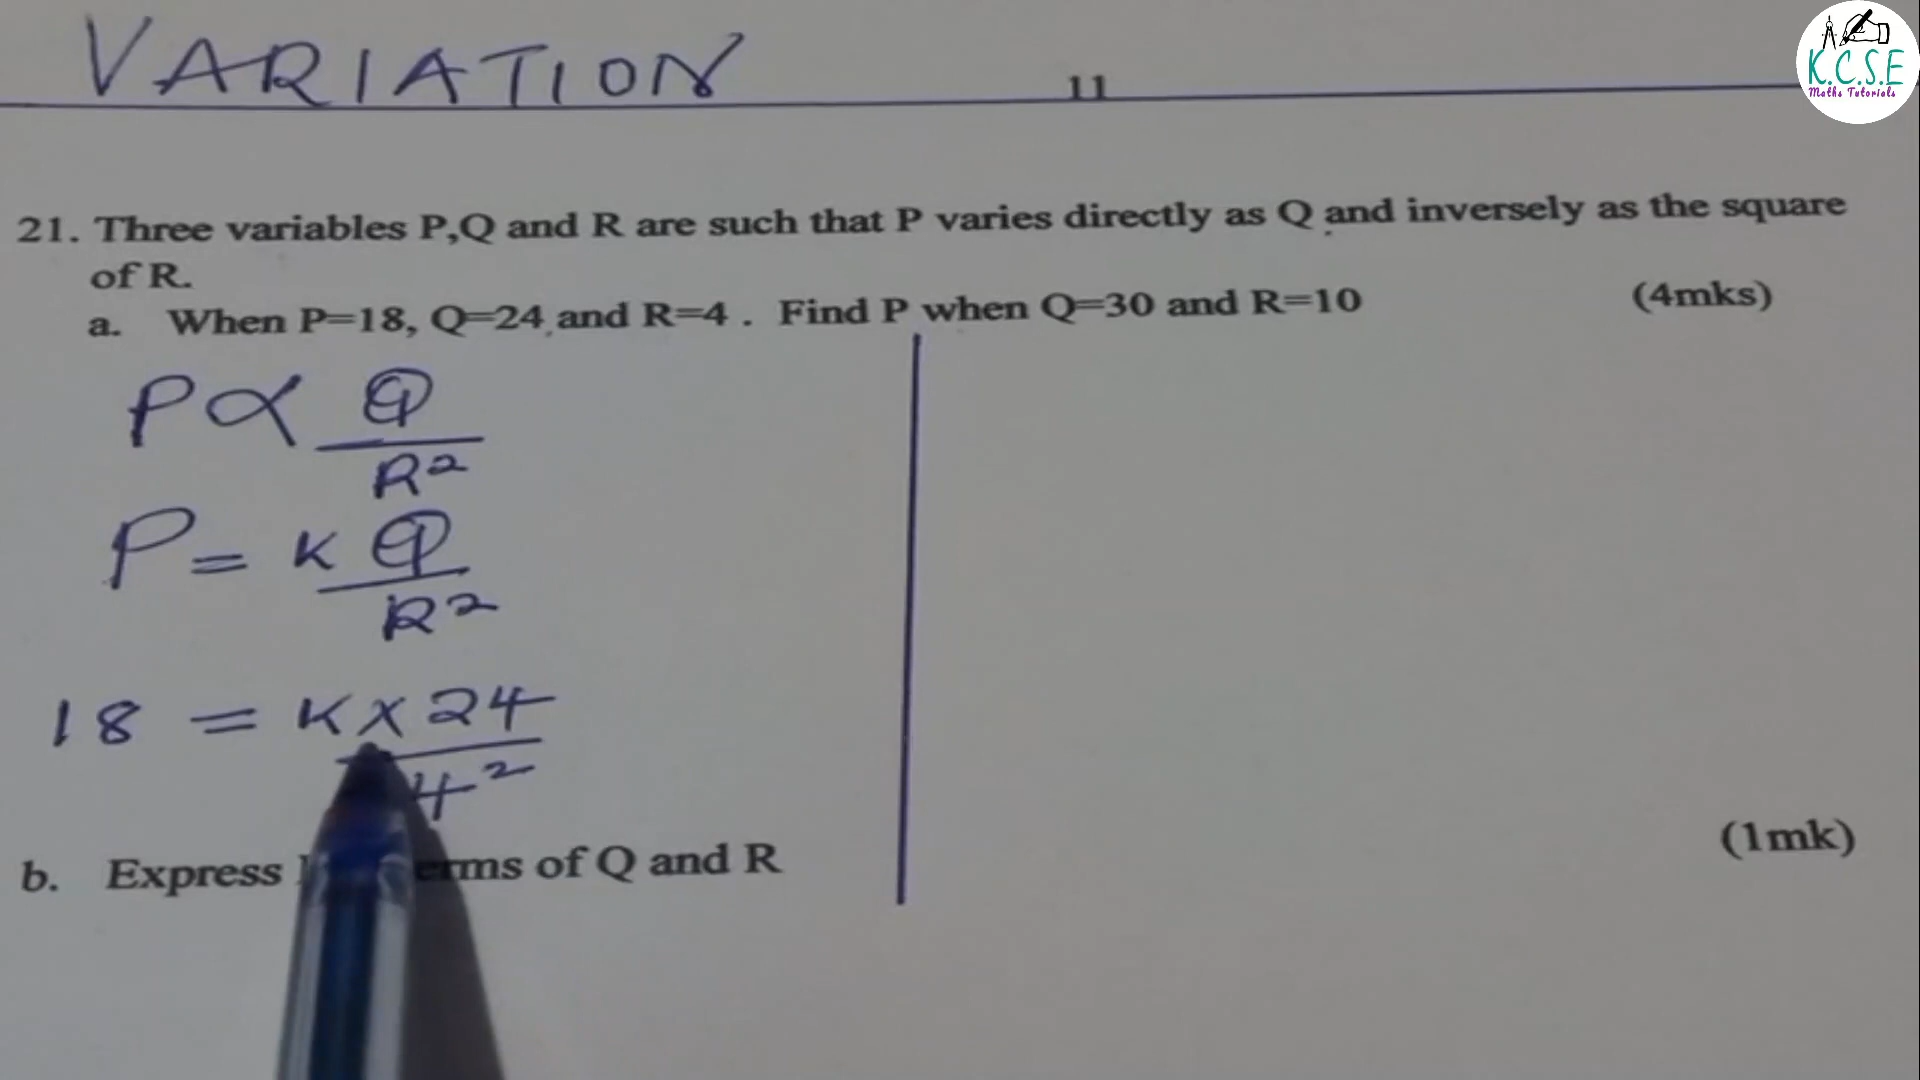 VARIATION
11
K.C.S.E
Maths Tutorials
21. Three variables P,Q and R are such that P varies directly as Q and inversely as the square
of R.
a. When P=18, Q=24 and R=4 . Find P when Q=30 and R=10 (4mks)
P ∝ Q
R²
P = K Q
R²
18 = K x 24
4²
b. Express of Q and R (1mk)